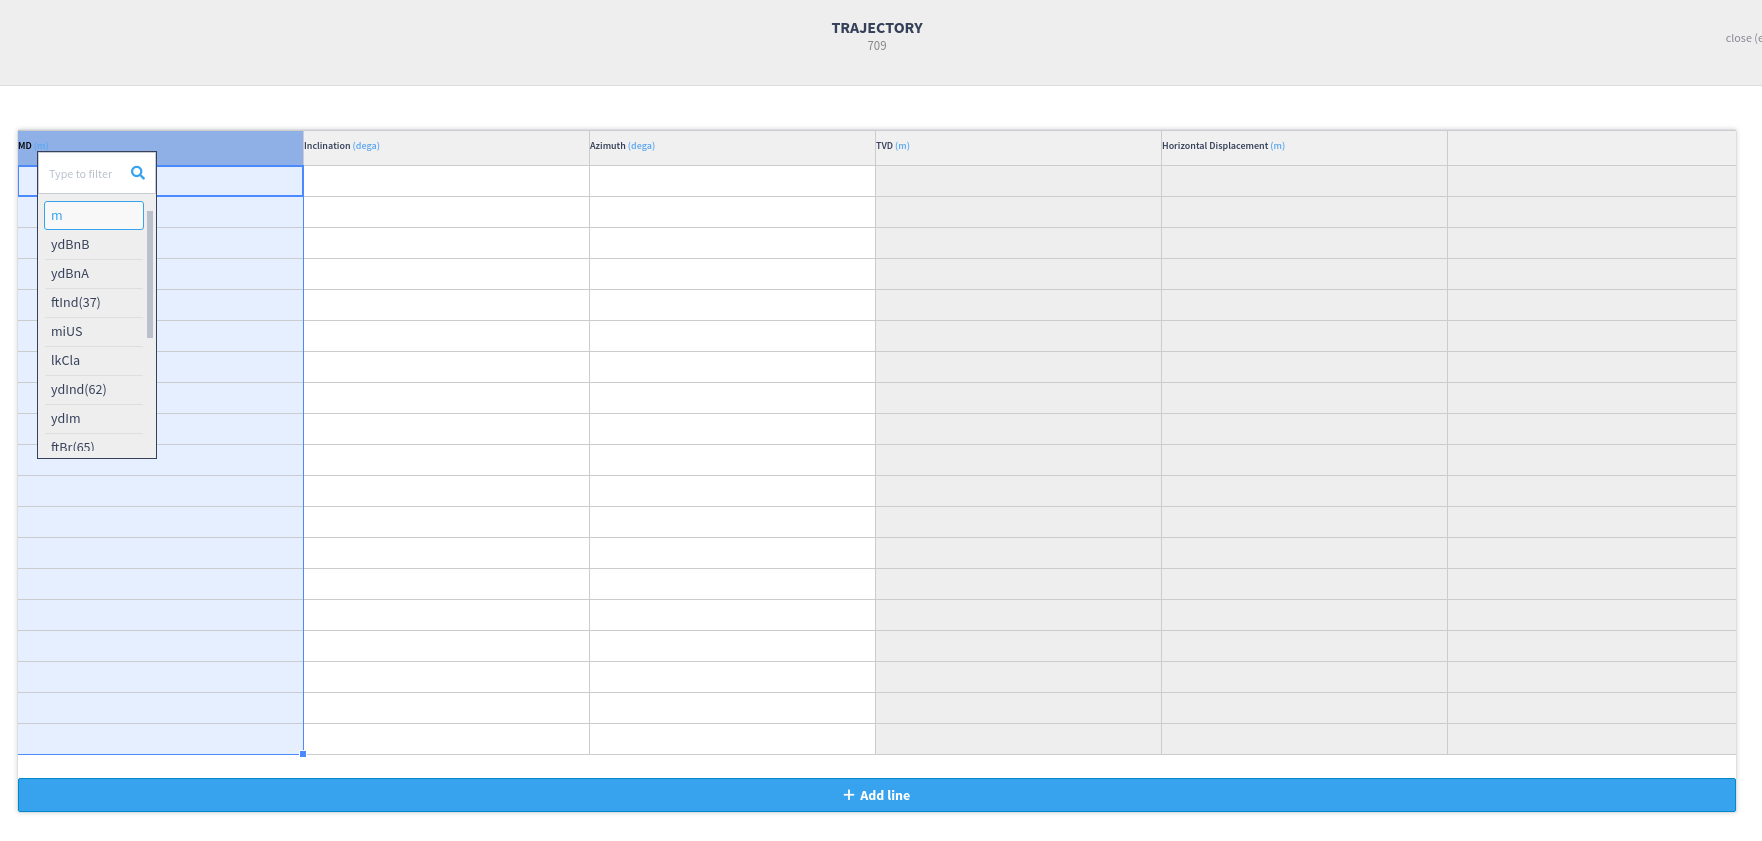 TRAJECTORY
709
close (e
MD (m)
Inclination (dega)
Azimuth (dega)
TVD (m)
Horizontal Displacement (m)
Type to filter
m
ydBnB
ydBnA
ftInd(37)
miUS
lkCla
ydInd(62)
ydIm
ftBr(65)
+ Add line